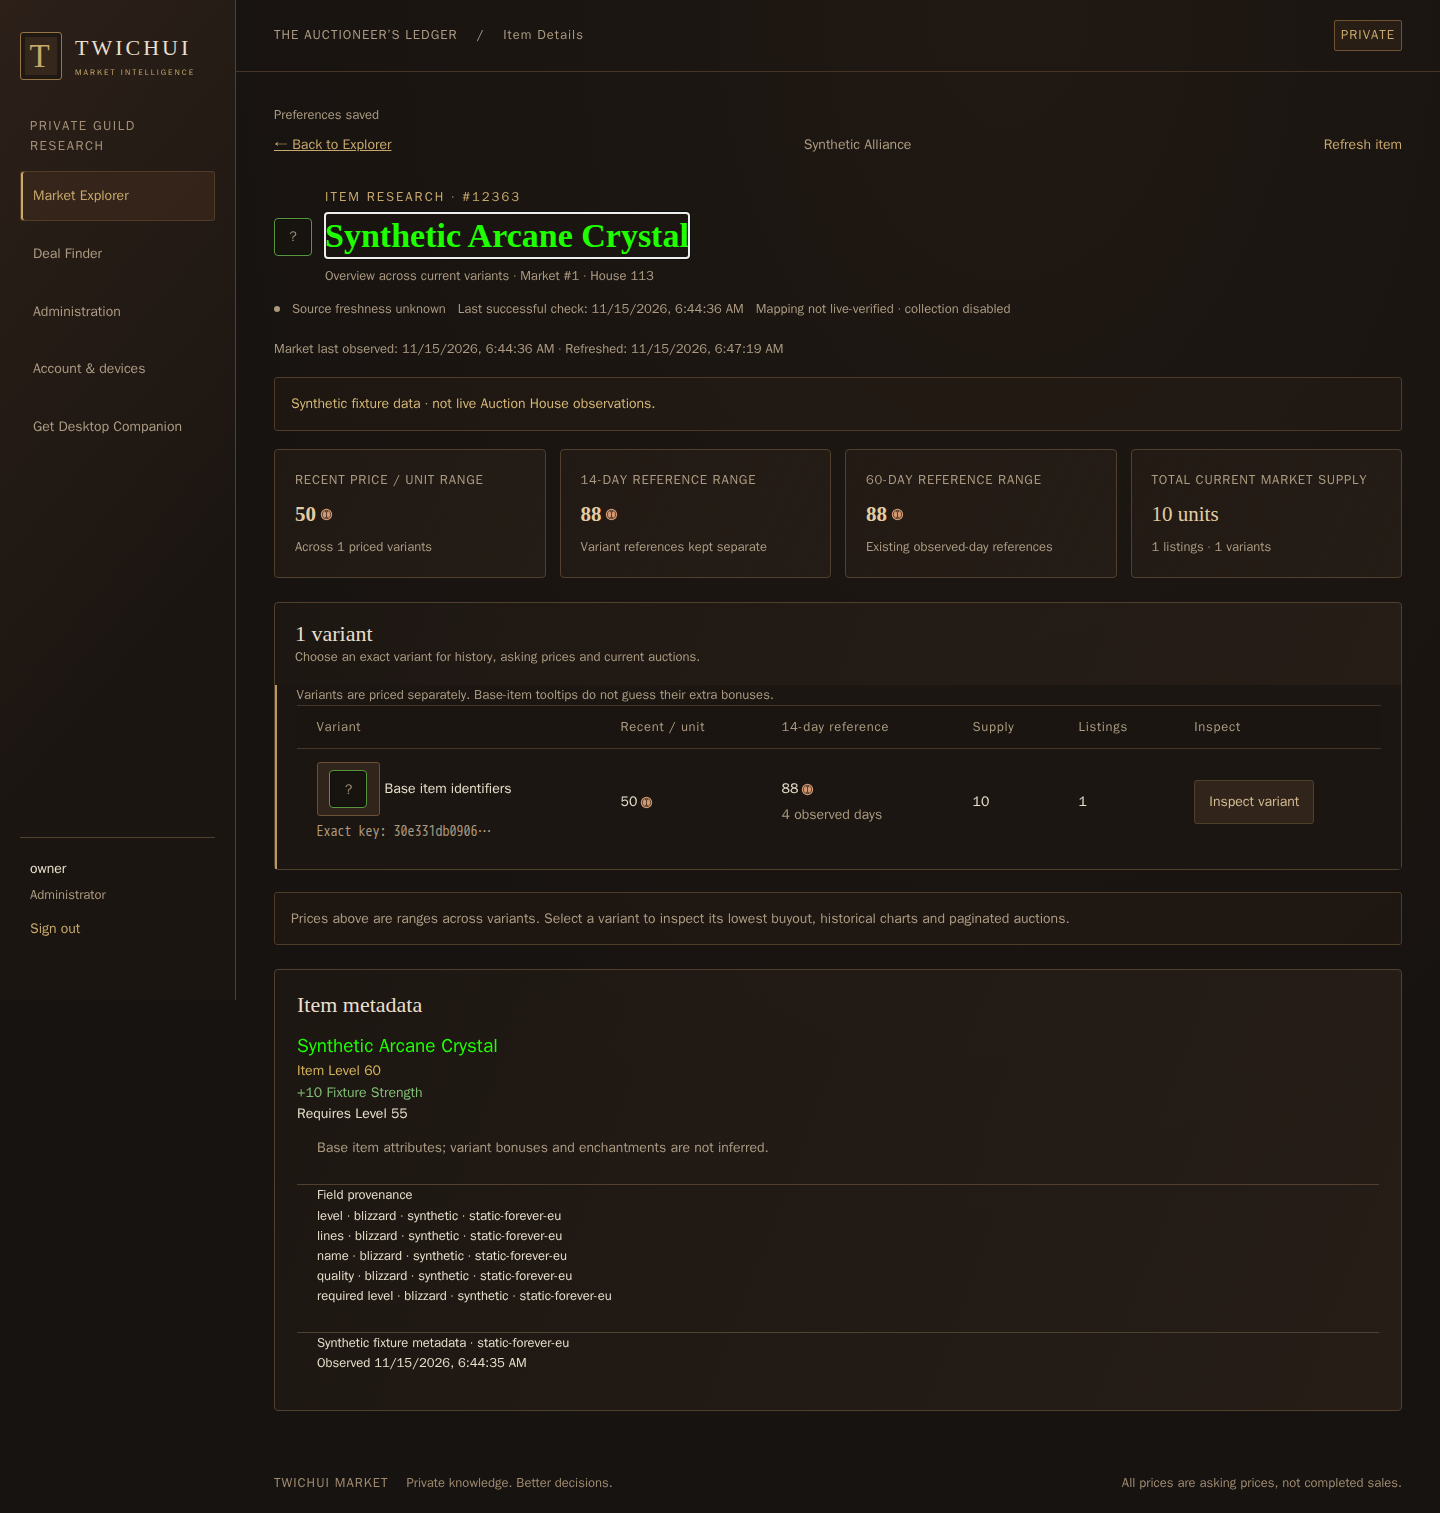 T
TWICHUI
MARKET INTELLIGENCE
PRIVATE GUILD
RESEARCH
Market Explorer
Deal Finder
Administration
Account & devices
Get Desktop Companion
owner
Administrator
Sign out
THE AUCTIONEER'S LEDGER / Item Details
PRIVATE
Preferences saved
← Back to Explorer
Synthetic Alliance
Refresh item
ITEM RESEARCH · #12363
?
Synthetic Arcane Crystal
Overview across current variants · Market #1 · House 113
Source freshness unknown Last successful check: 11/15/2026, 6:44:36 AM Mapping not live-verified · collection disabled
Market last observed: 11/15/2026, 6:44:36 AM · Refreshed: 11/15/2026, 6:47:19 AM
Synthetic fixture data · not live Auction House observations.
RECENT PRICE / UNIT RANGE
50
Across 1 priced variants
14-DAY REFERENCE RANGE
88
Variant references kept separate
60-DAY REFERENCE RANGE
88
Existing observed-day references
TOTAL CURRENT MARKET SUPPLY
10 units
1 listings · 1 variants
1 variant
Choose an exact variant for history, asking prices and current auctions.
Variants are priced separately. Base-item tooltips do not guess their extra bonuses.
Variant Recent / unit 14-day reference Supply Listings Inspect
? Base item identifiers
Exact key: 30e331db0906…
50
88
4 observed days
10
1
Inspect variant
Prices above are ranges across variants. Select a variant to inspect its lowest buyout, historical charts and paginated auctions.
Item metadata
Synthetic Arcane Crystal
Item Level 60
+10 Fixture Strength
Requires Level 55
Base item attributes; variant bonuses and enchantments are not inferred.
Field provenance
level · blizzard · synthetic · static-forever-eu
lines · blizzard · synthetic · static-forever-eu
name · blizzard · synthetic · static-forever-eu
quality · blizzard · synthetic · static-forever-eu
required level · blizzard · synthetic · static-forever-eu
Synthetic fixture metadata · static-forever-eu
Observed 11/15/2026, 6:44:35 AM
TWICHUI MARKET Private knowledge. Better decisions.
All prices are asking prices, not completed sales.